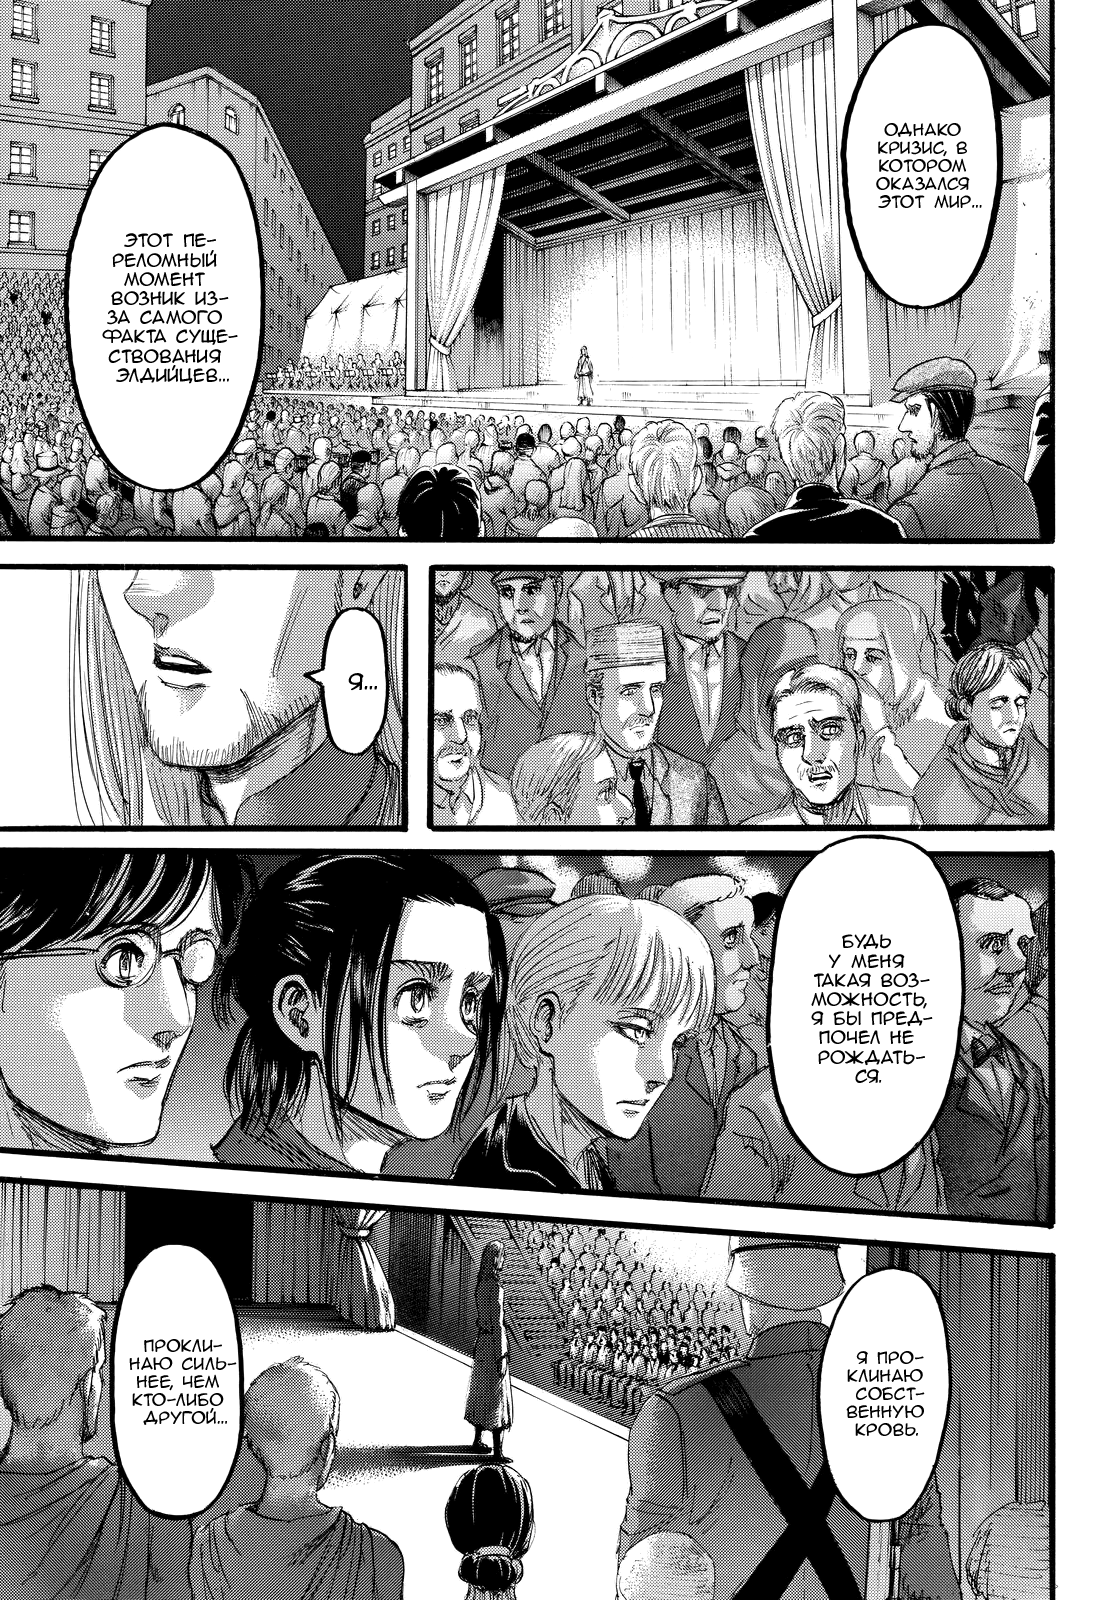 ОДНАКО
КРИЗИС, В
КОТОРОМ
ОКАЗАЛСЯ
ЭТОТ МИР...
ЭТОТ ПЕ-
РЕЛОМНЫЙ
МОМЕНТ
ВОЗНИК ИЗ-
ЗА САМОГО
ФАКТА СУЩЕ-
СТВОВАНИЯ
ЭЛДИЙЦЕВ...
Я...
БУДЬ
У МЕНЯ
ТАКАЯ ВОЗ-
МОЖНОСТЬ,
Я БЫ ПРЕД-
ПОЧЕЛ НЕ
РОЖДАТЬ-
СЯ.
Я ПРО-
КЛИНАЮ
СОБСТ-
ВЕННУЮ
КРОВЬ.
ПРОКЛИ-
НАЮ СИЛЬ-
НЕЕ, ЧЕМ
КТО-ЛИБО
ДРУГОЙ...